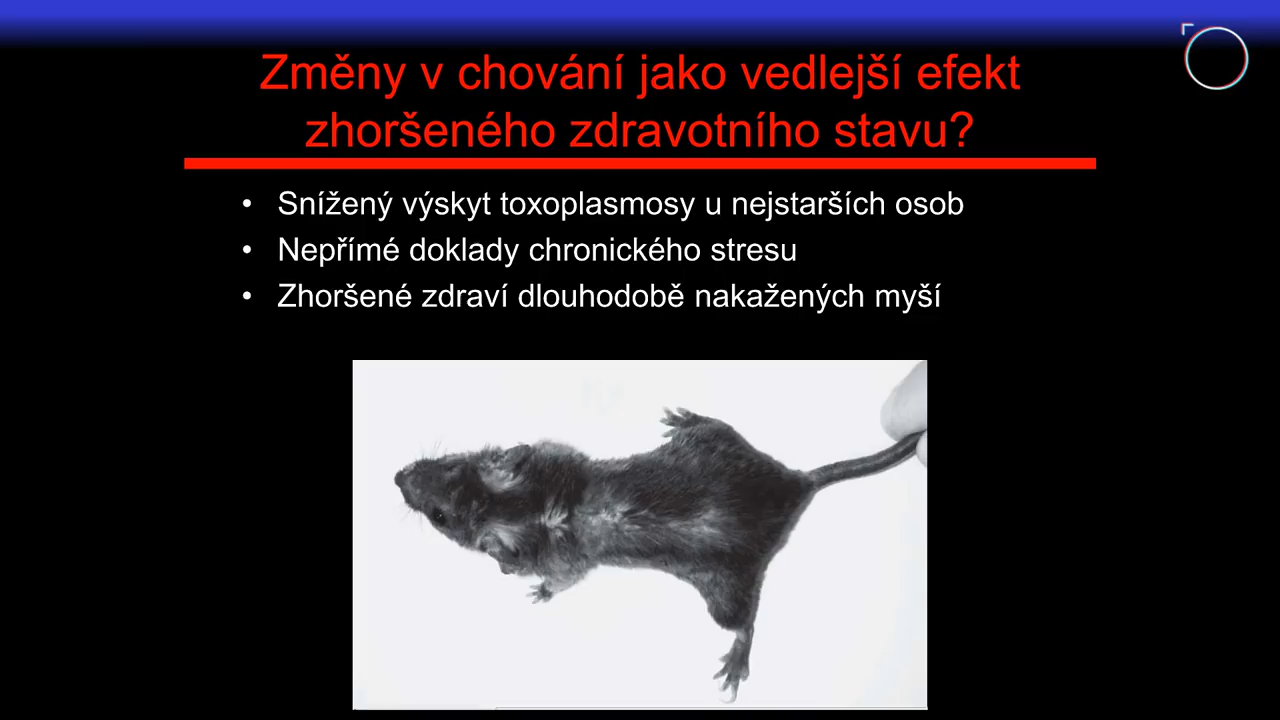 Změny v chování jako vedlejší efekt
zhoršeného zdravotního stavu?
• Snížený výskyt toxoplasmosy u nejstarších osob
• Nepřímé doklady chronického stresu
• Zhoršené zdraví dlouhodobě nakažených myší